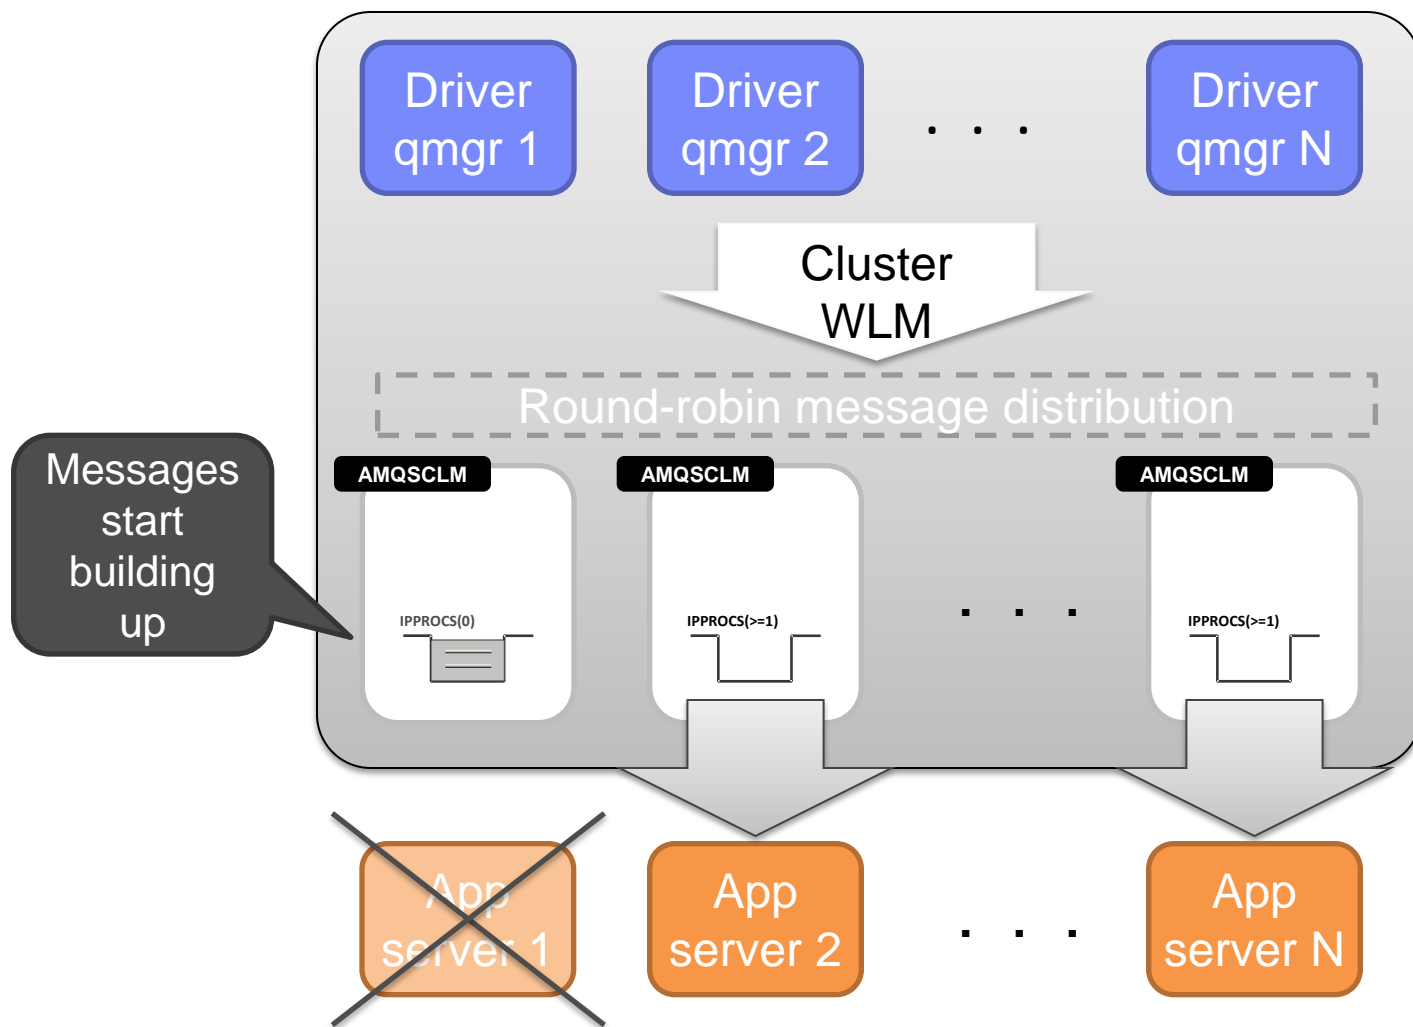 Driver
qmgr 1
Driver
qmgr 2
. . .
Driver
qmgr N
Cluster
WLM
Round-robin message distribution
Messages
start
building
up
AMQSCLM
IPPROCS(0)
AMQSCLM
IPPROCS(>=1)
. . .
AMQSCLM
IPPROCS(>=1)
App
server 1
App
server 2
. . .
App
server N